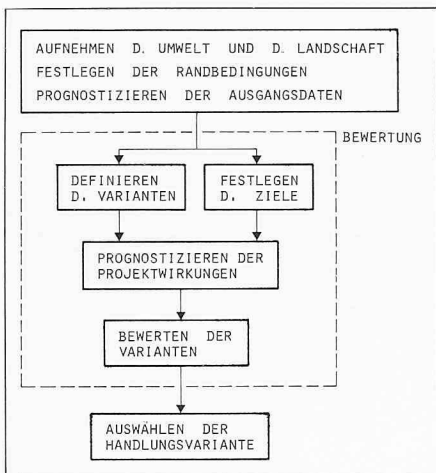 AUFNEHMEN D. UMWELT UND D. LANDSCHAFT
FESTLEGEN DER RANDBEDINGUNGEN
PROGNOSTIZIEREN DER AUSGANGSDATEN
BEWERTUNG
DEFINIEREN
D. VARIANTEN
FESTLEGEN
D. ZIELE
PROGNOSTIZIEREN DER
PROJEKTWIRKUNGEN
BEWERTEN DER
VARIANTEN
AUSWÄHLEN DER
HANDLUNGSVARIANTE